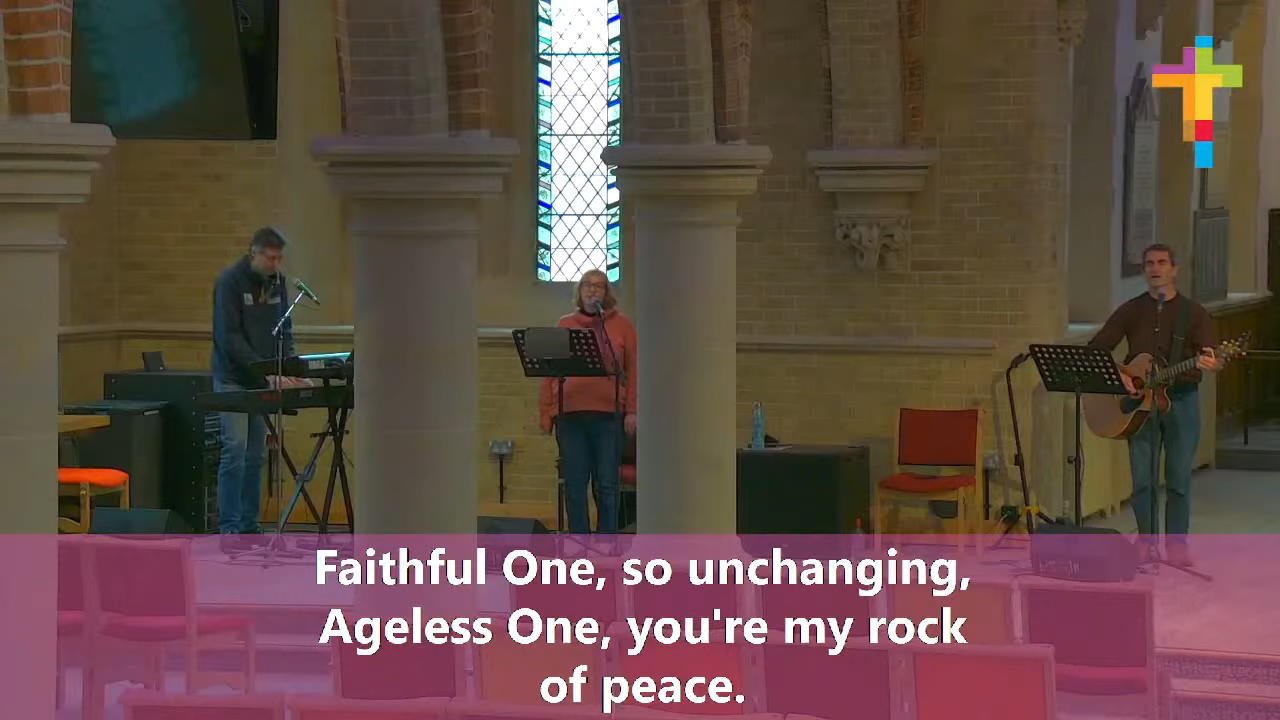 Faithful One, so unchanging,
Ageless One, you're my rock
of peace.